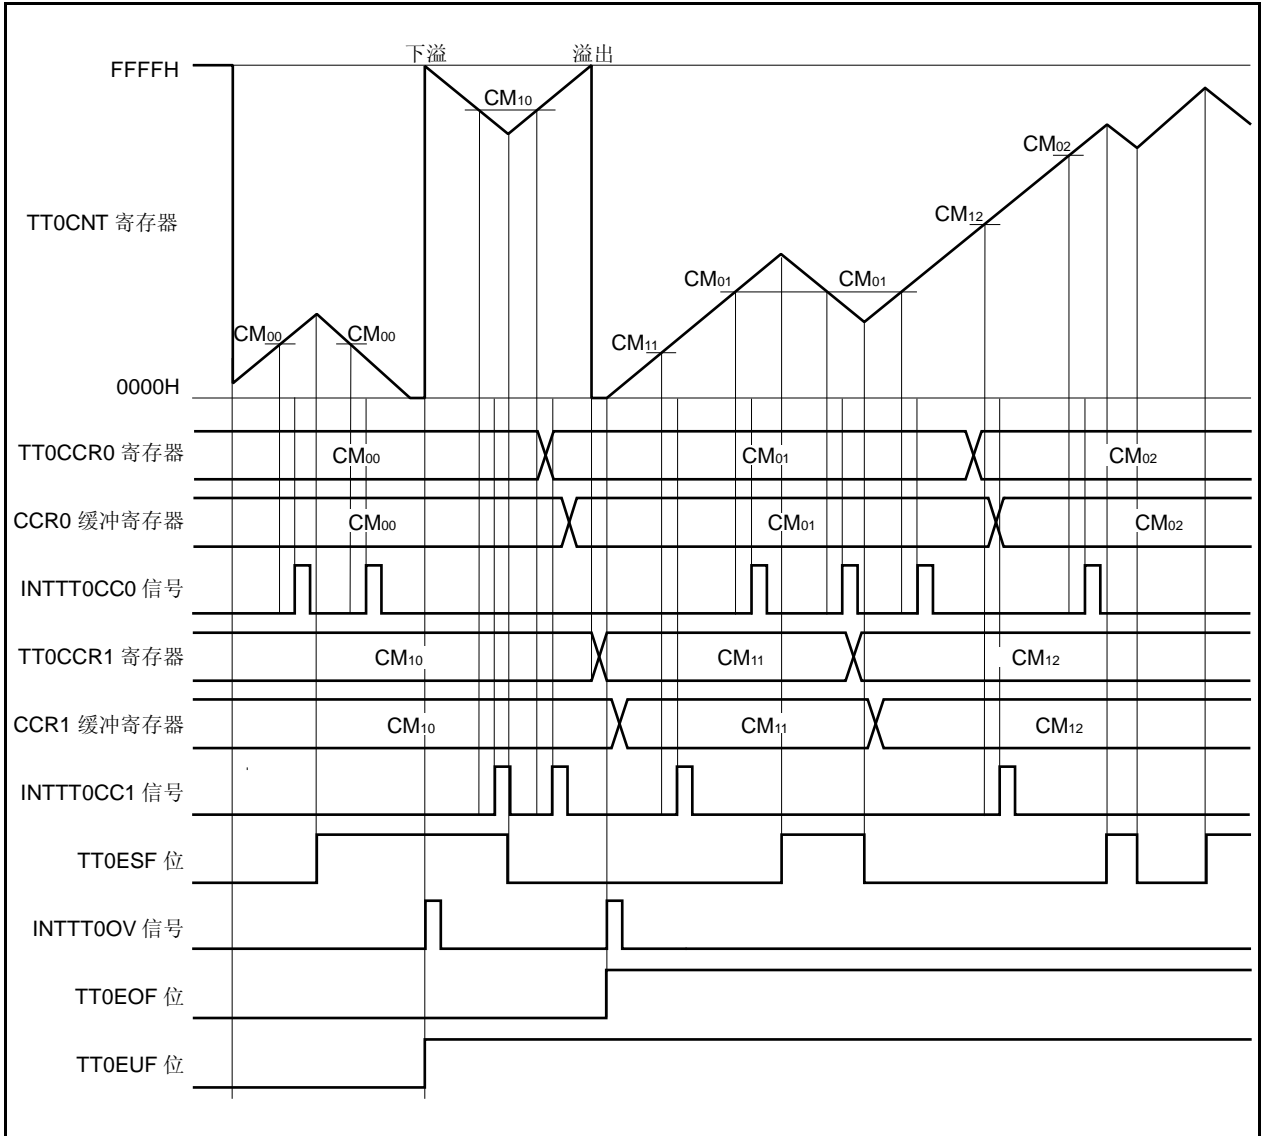 下溢 溢出
FFFFH
CM10
CM02
CM12
TT0CNT 寄存器
CM01 CM01
CM00 CM00
CM11
0000H
TT0CCR0 寄存器 CM00 CM01 CM02
CCR0 缓冲寄存器 CM00 CM01 CM02
INTTT0CC0 信号
TT0CCR1 寄存器 CM10 CM11 CM12
CCR1 缓冲寄存器 CM10 CM11 CM12
INTTT0CC1 信号
TT0ESF 位
INTTT0OV 信号
TT0EOF 位
TT0EUF 位